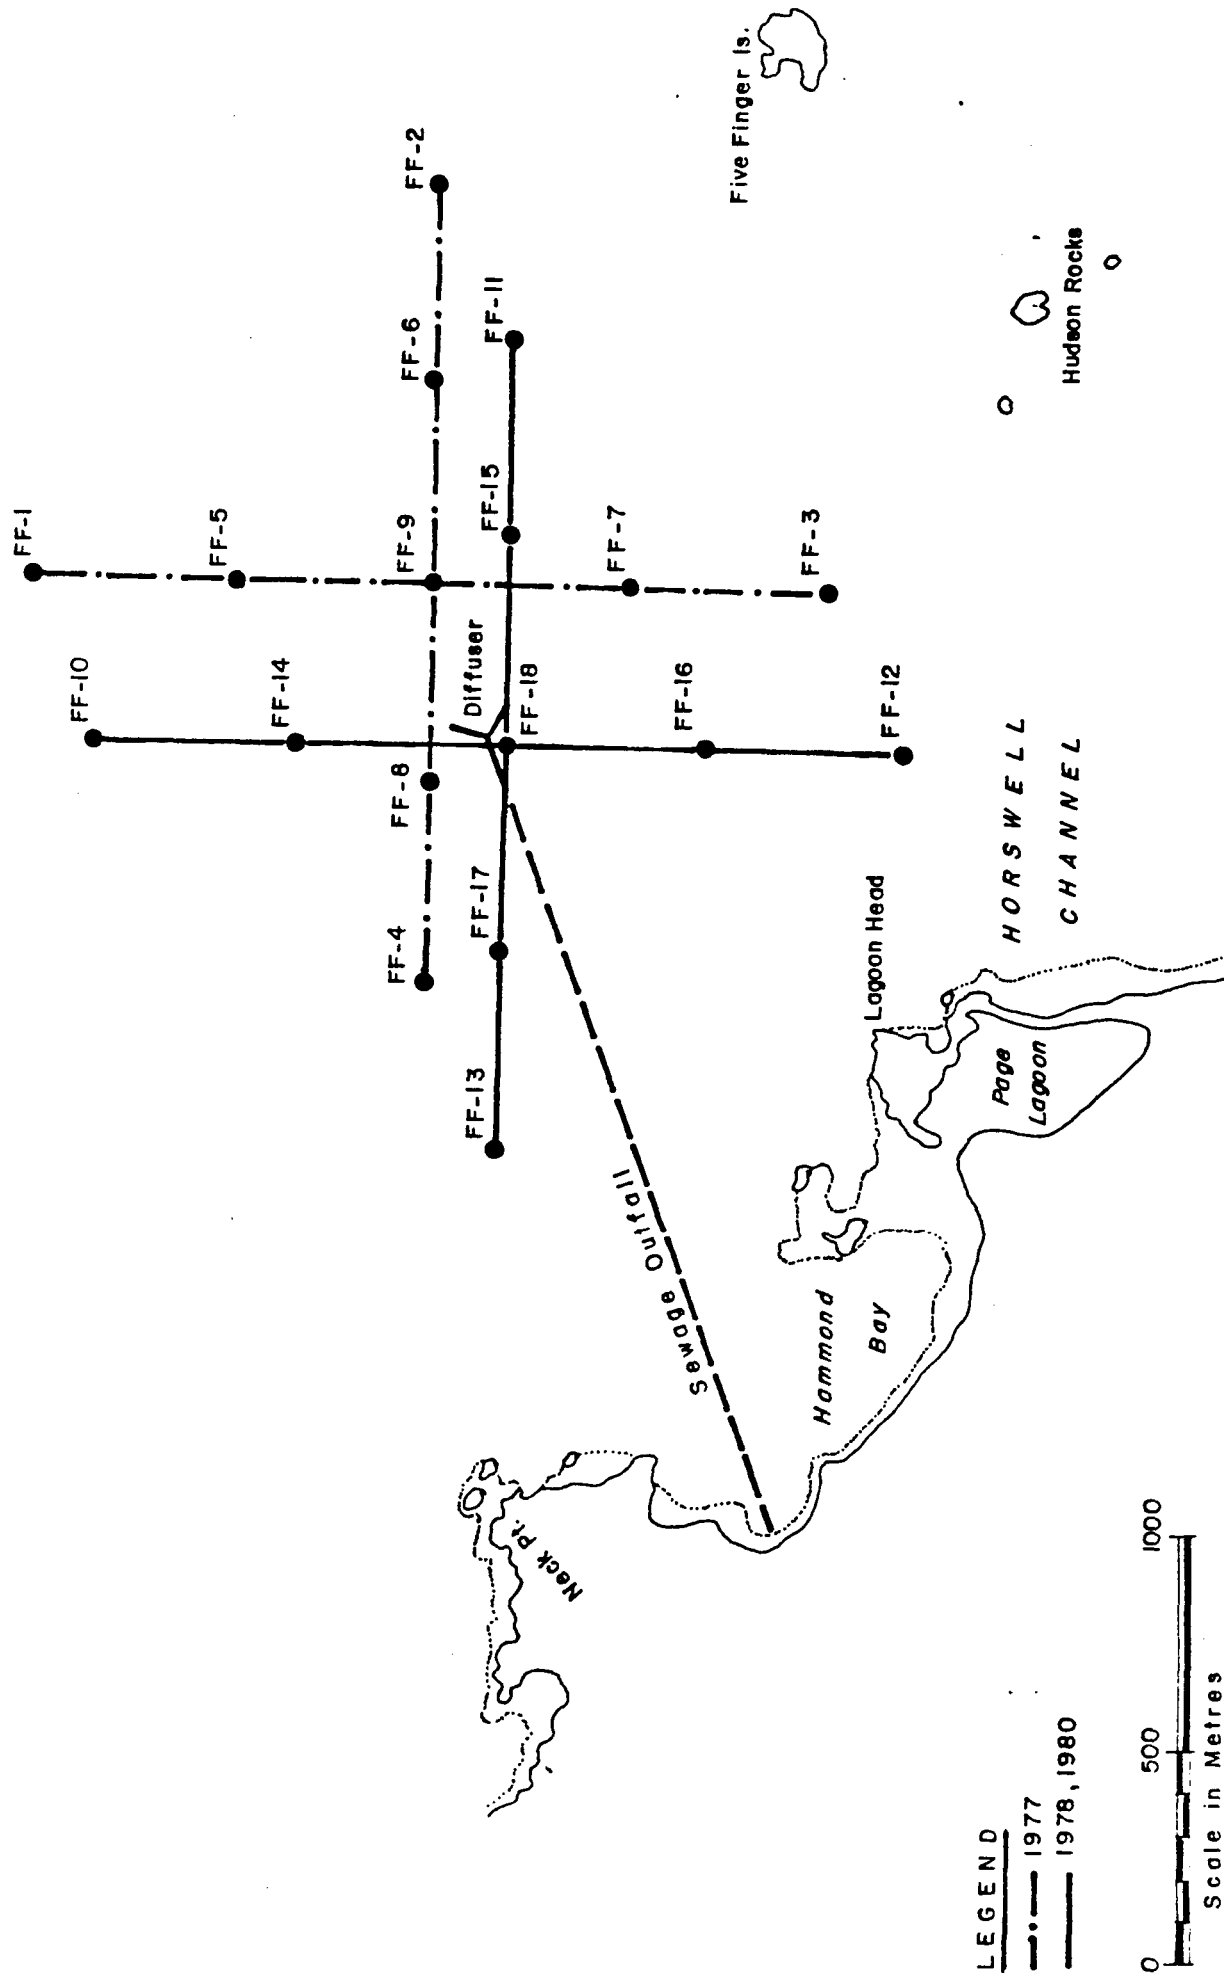 FF-1
FF-5
FF-10
FF-14
FF-2
FF-6
FF-9
FF-8
FF-4
Diffuser
FF-11
FF-15
FF-18
FF-17
FF-13
FF-7
FF-16
FF-3
FF-12
Five Finger Is.
Hudson Rocks
Sewage Outfall
Neck Pt.
Hammond
Bay
Lagoon Head
Page
Lagoon
HORSWELL
CHANNEL
LEGEND
1977
1978, 1980
0 500 1000
Scale in Metres